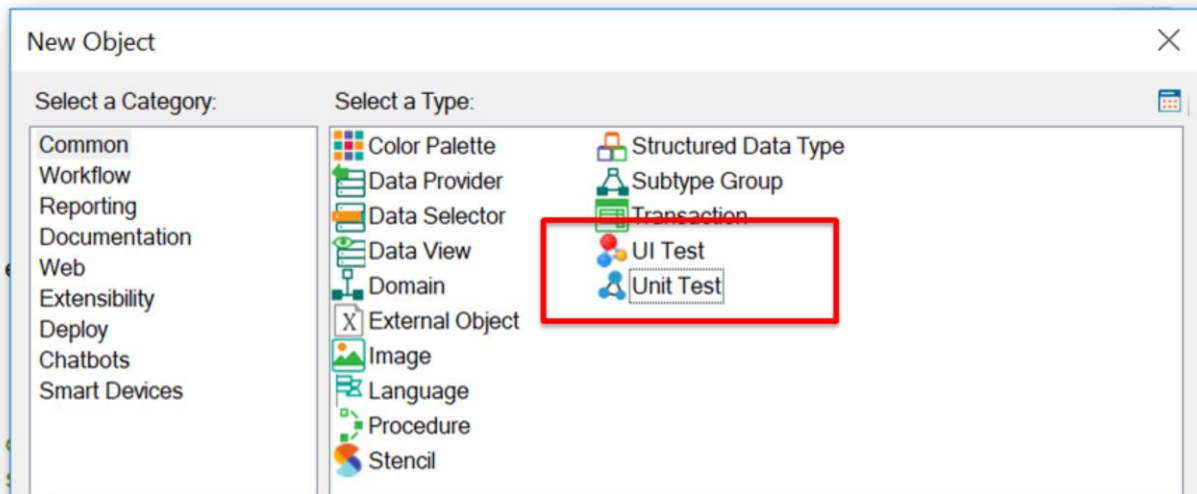 New Object
Select a Category:
Common
Workflow
Reporting
Documentation
Web
Extensibility
Deploy
Chatbots
Smart Devices
Select a Type:
Color Palette
Data Provider
Data Selector
Data View
Domain
External Object
Image
Language
Procedure
Stencil
Structured Data Type
Subtype Group
Transaction
UI Test
Unit Test